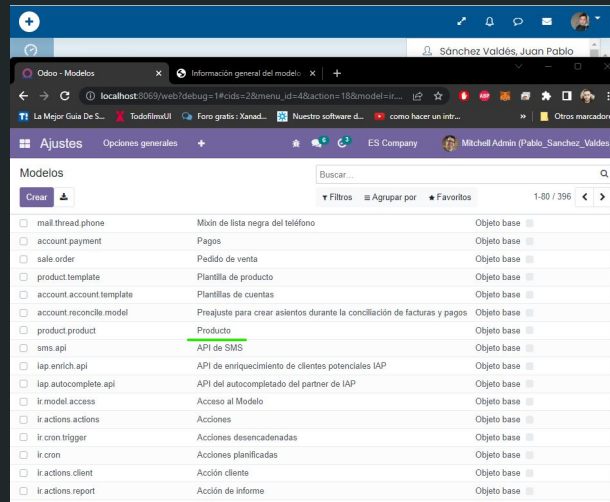 Sánchez Valdés, Juan Pablo
Odoo - Modelos
Información general del modelo
localhost:8069/web?debug=1#cids=2&menu_id=4&action=18&model=ir....
La Mejor Guia De S... TodofilmxUI Foro gratis : Xanad... Nuestro software d... como hacer un intr... » Otros marcadores
Ajustes Opciones generales + 6 3 ES Company Mitchell Admin (Pablo_Sanchez_Valdes
Modelos Buscar...
Crear Filtros Agrupar por Favoritos 1-80 / 396
mail.thread.phone Mixin de lista negra del teléfono Objeto base
account.payment Pagos Objeto base
sale.order Pedido de venta Objeto base
product.template Plantilla de producto Objeto base
account.account.template Plantillas de cuentas Objeto base
account.reconcile.model Preajuste para crear asientos durante la conciliación de facturas y pagos Objeto base
product.product Producto Objeto base
sms.api API de SMS Objeto base
iap.enrich.api API de enriquecimiento de clientes potenciales IAP Objeto base
iap.autocomplete.api API del autocompletado del partner de IAP Objeto base
ir.model.access Acceso al Modelo Objeto base
ir.actions.actions Acciones Objeto base
ir.cron.trigger Acciones desencadenadas Objeto base
ir.cron Acciones planificadas Objeto base
ir.actions.client Acción cliente Objeto base
ir.actions.report Acción de informe Objeto base